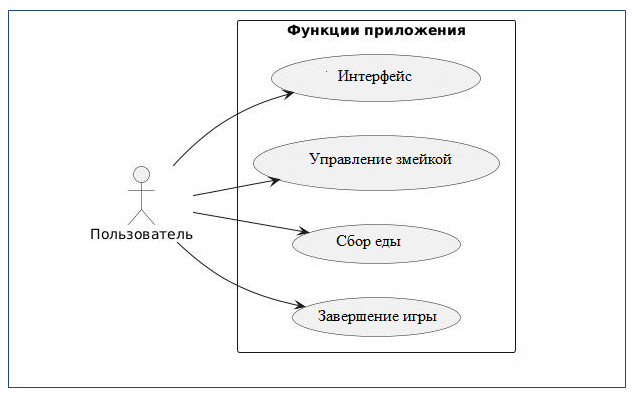 Функции приложения
Интерфейс
Управление змейкой
Пользователь
Сбор еды
Завершение игры